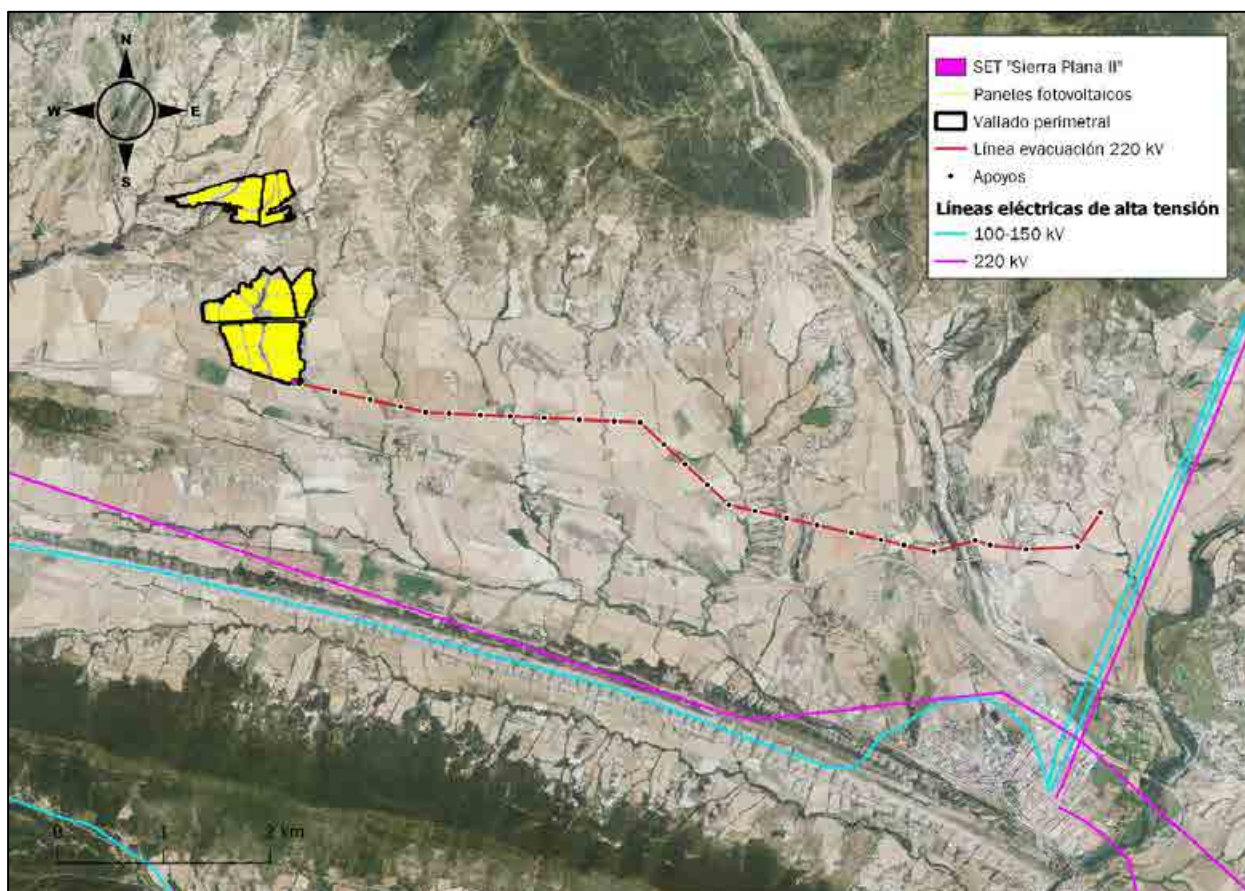 N
W E
S
SET "Sierra Plana II"
Paneles fotovoltaicos
Vallado perimetral
Línea evacuación 220 kV
Apoyos
Líneas eléctricas de alta tensión
100-150 kV
220 kV
0 1 2 km